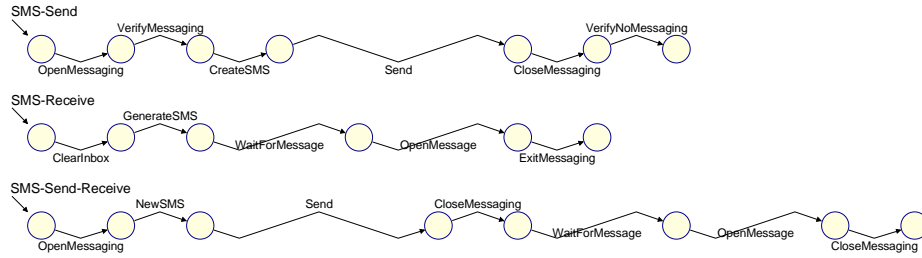 SMS-Send
VerifyMessaging
VerifyNoMessaging
OpenMessaging
CreateSMS
Send
CloseMessaging
SMS-Receive
GenerateSMS
WaitForMessage
OpenMessage
ClearInbox
ExitMessaging
SMS-Send-Receive
NewSMS
Send
CloseMessaging
WaitForMessage
OpenMessage
OpenMessaging
CloseMessaging